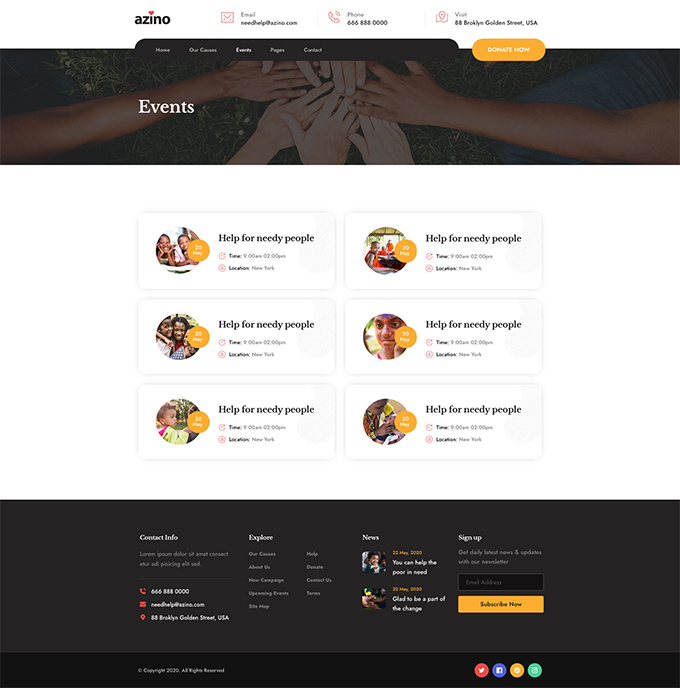 azino
Email
needhelp@azino.com
Phone
666 888 0000
Visit
88 Broklyn Golden Street, USA
Home
Our Causes
Events
Pages
Contact
DONATE NOW
Events
20
May
Help for needy people
Time: 9:00am-02:00pm
Location: New York
20
May
Help for needy people
Time: 9:00am-02:00pm
Location: New York
20
May
Help for needy people
Time: 9:00am-02:00pm
Location: New York
20
May
Help for needy people
Time: 9:00am-02:00pm
Location: New York
20
May
Help for needy people
Time: 9:00am-02:00pm
Location: New York
20
May
Help for needy people
Time: 9:00am-02:00pm
Location: New York
Contact Info
Lorem ipsum dolor sit amet consect
etur adi pisicing elit sed.
666 888 0000
needhelp@azino.com
88 Broklyn Golden Street, USA
Explore
Our Causes
About Us
New Campaign
Upcoming Events
Site Map
Help
Donate
Contact Us
Terms
News
22 May, 2020
You can help the
poor in need
22 May, 2020
Glad to be a part of
the change
Sign up
Get daily latest news & updates
with our newsletter
Email Address
Subscribe Now
© Copyright 2020. All Rights Reserved